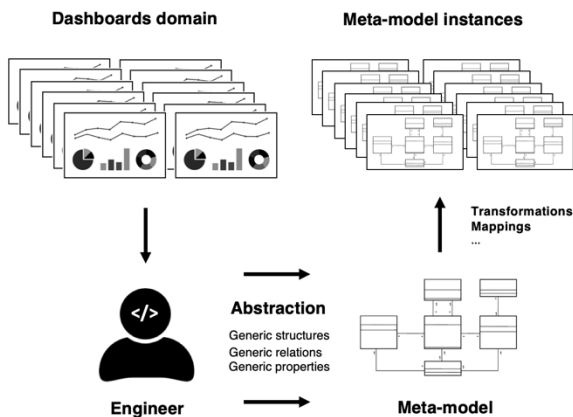 Dashboards domain
Meta-model instances
Transformations
Mappings
...
</>
Abstraction
Generic structures
Generic relations
Generic properties
Engineer
Meta-model